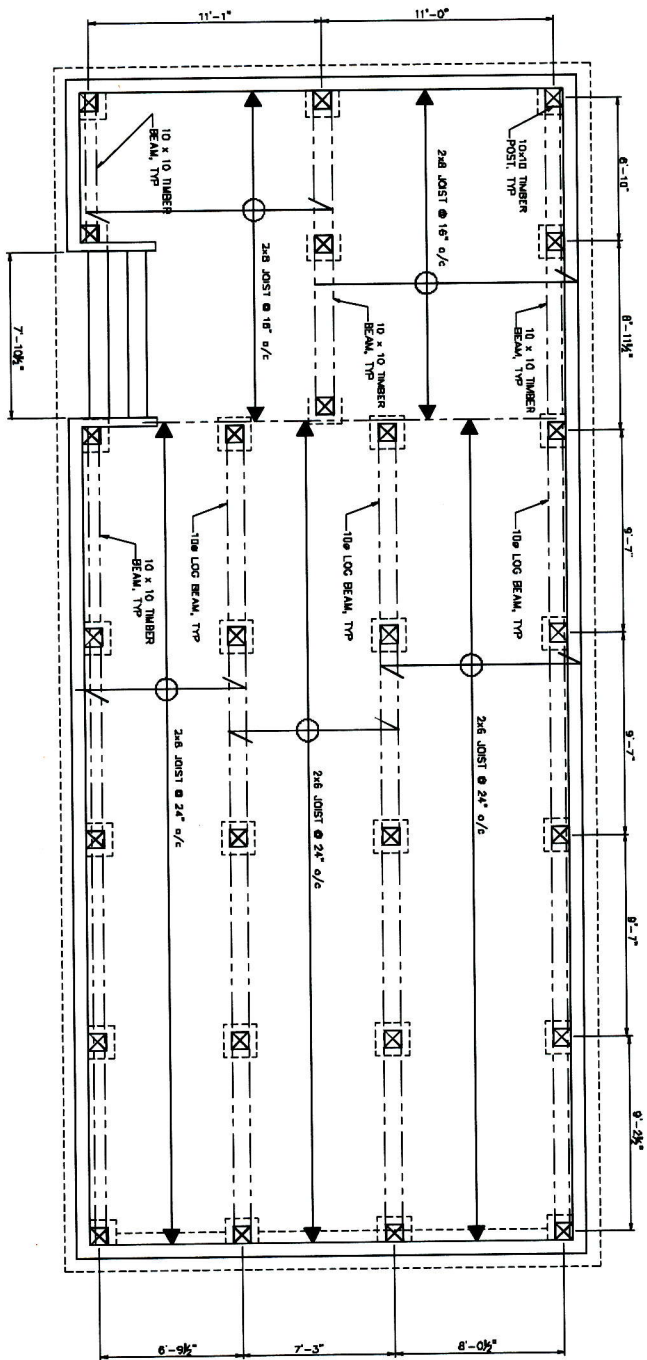 6'-10"
8'-11½"
9'-7"
9'-7"
9'-7"
9'-2½"
11'-0"
11'-1"
10x10 TIMBER
POST, TYP
10 x 10 TIMBER
BEAM, TYP
10ø LOG BEAM, TYP
2x8 JOIST @ 16" o/c
2x6 JOIST @ 24" o/c
10 x 10 TIMBER
BEAM, TYP
10ø LOG BEAM, TYP
2x8 JOIST @ 16" o/c
2x6 JOIST @ 24" o/c
10ø LOG BEAM, TYP
10 x 10 TIMBER
BEAM, TYP
2x6 JOIST @ 24" o/c
10 x 10 TIMBER
BEAM, TYP
7'-10½"
8'-0½"
7'-3"
6'-9½"